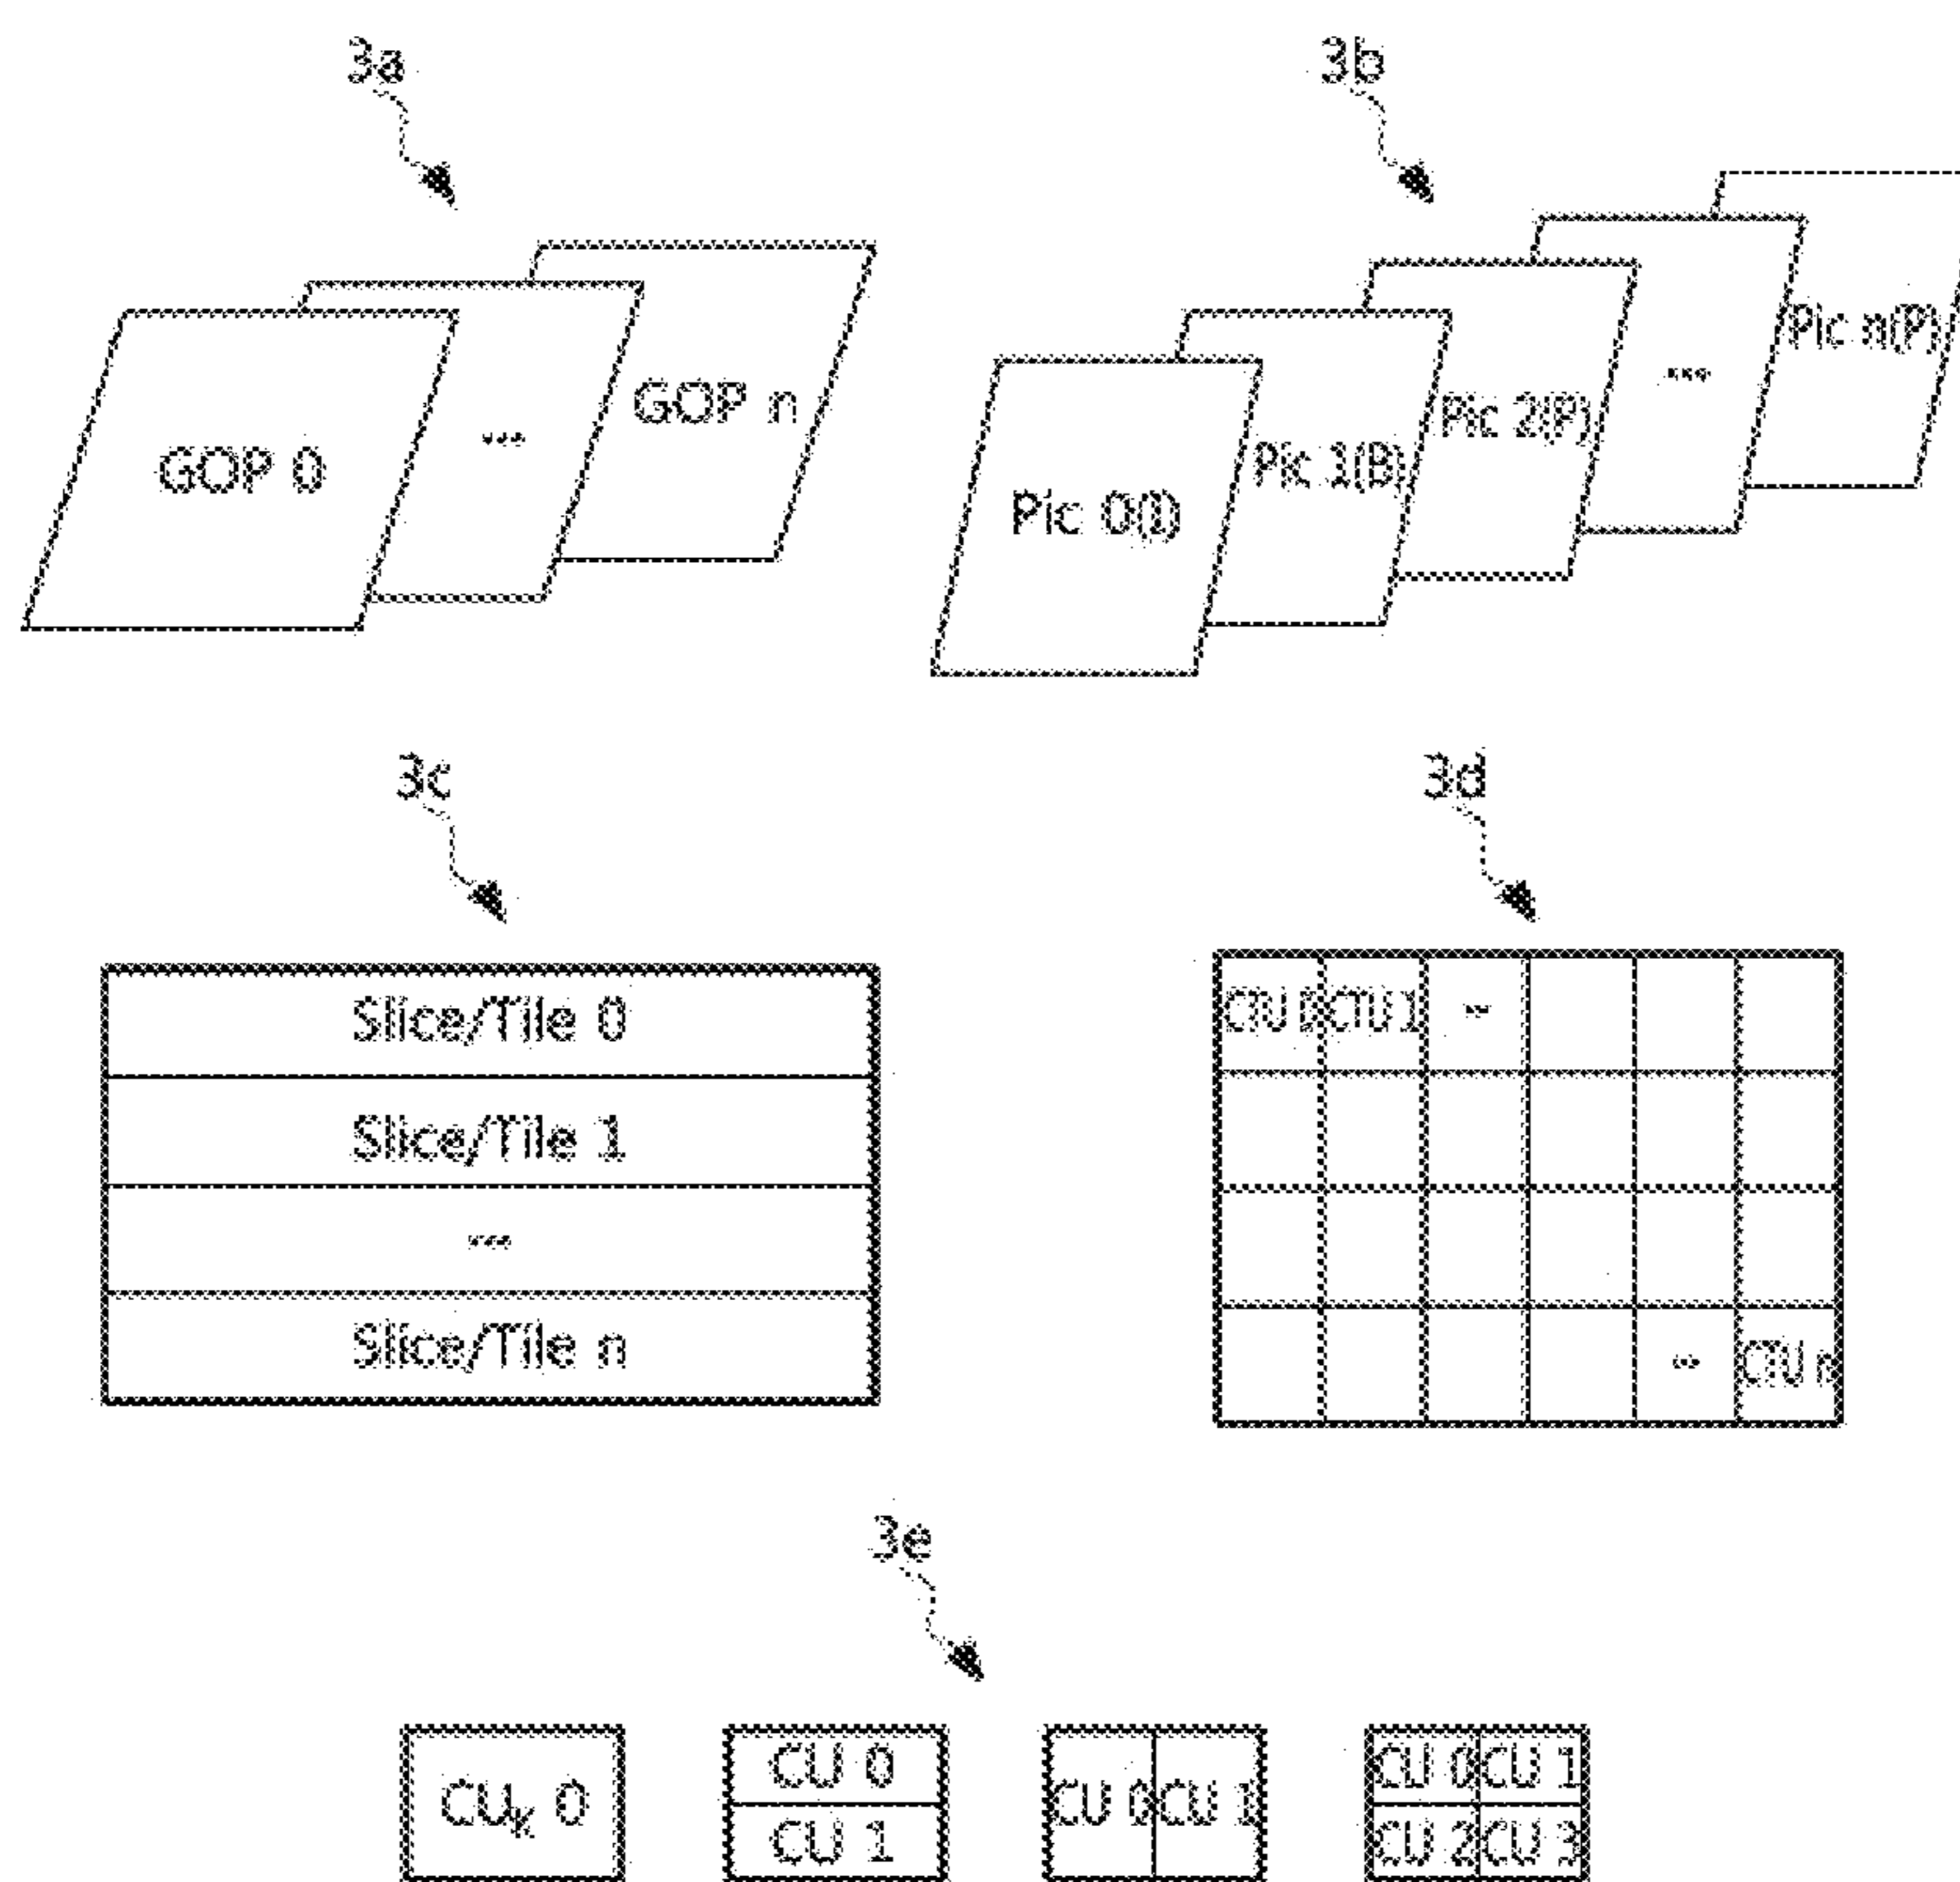 3a
3b
GOP 0
...
GOP n
Pic 0(I)
Pic 1(B)
Pic 2(P)
...
Pic n(P)
3c
3d
Slice/Tile 0
Slice/Tile 1
...
Slice/Tile n
CTU 0 CTU 1 ...
... CTU n
3e
CUk 0
CU 0
CU 1
CU 0 CU 1
CU 0 CU 1
CU 2 CU 3